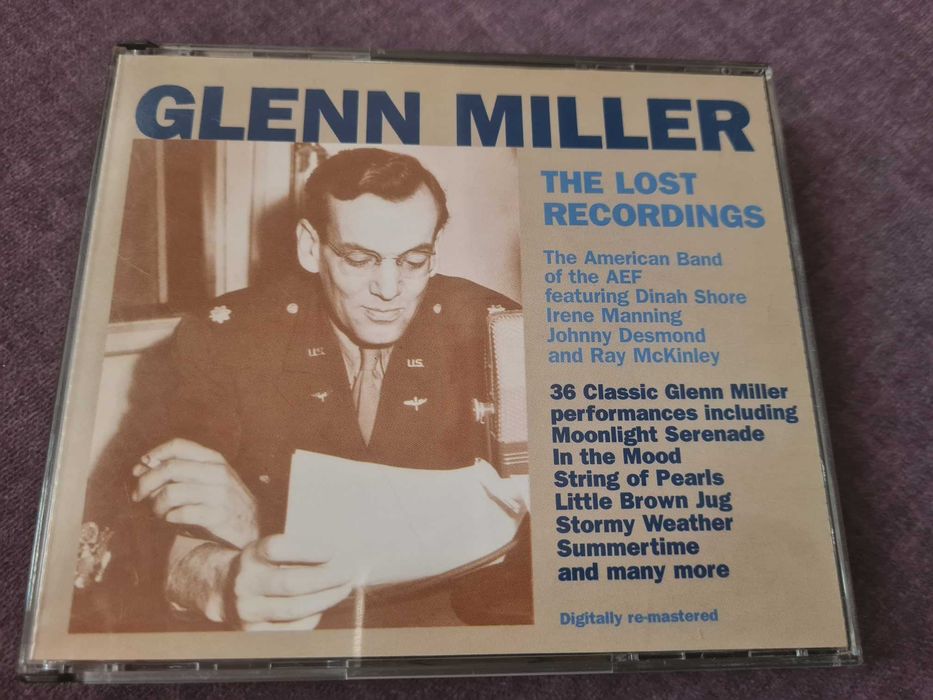 GLENN MILLER
THE LOST
RECORDINGS
The American Band
of the AEF
featuring Dinah Shore
Irene Manning
Johnny Desmond
and Ray McKinley
36 Classic Glenn Miller
performances including
Moonlight Serenade
In the Mood
String of Pearls
Little Brown Jug
Stormy Weather
Summertime
and many more
Digitally re-mastered
U.S.
U.S.